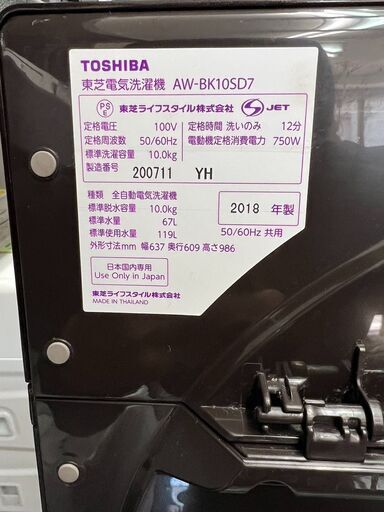 TOSHIBA
東芝電気洗濯機 AW-BK10SD7
PS E 東芝ライフスタイル株式会社 S JET
定格電圧 100V 定格時間 洗いのみ 12分
定格周波数 50/60Hz 電動機定格消費電力 750W
標準洗濯容量 10.0kg
製造番号 200711 YH
種類 全自動電気洗濯機
標準脱水容量 10.0kg 2018 年製
標準水量 67L
標準使用水量 119L 50/60Hz 共用
外形寸法mm 幅637 奥行609 高さ986
日本国内専用
Use Only in Japan
東芝ライフスタイル株式会社
MADE IN THAILAND